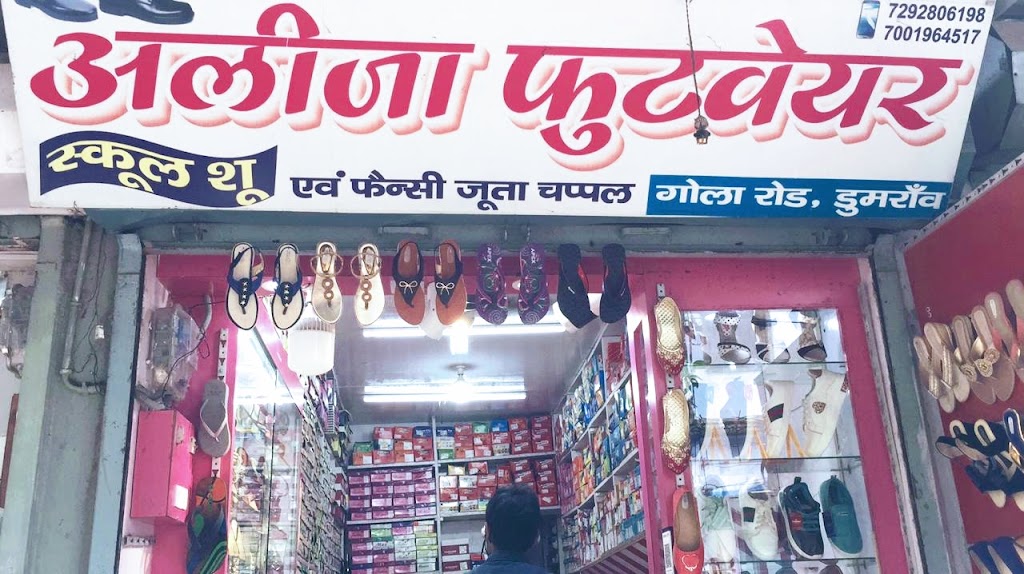 7292806198
7001964517
अलीजा फुटवेयर
स्कूल शू
एवं फैन्सी जूता चप्पल
गोला रोड, डुमराँव